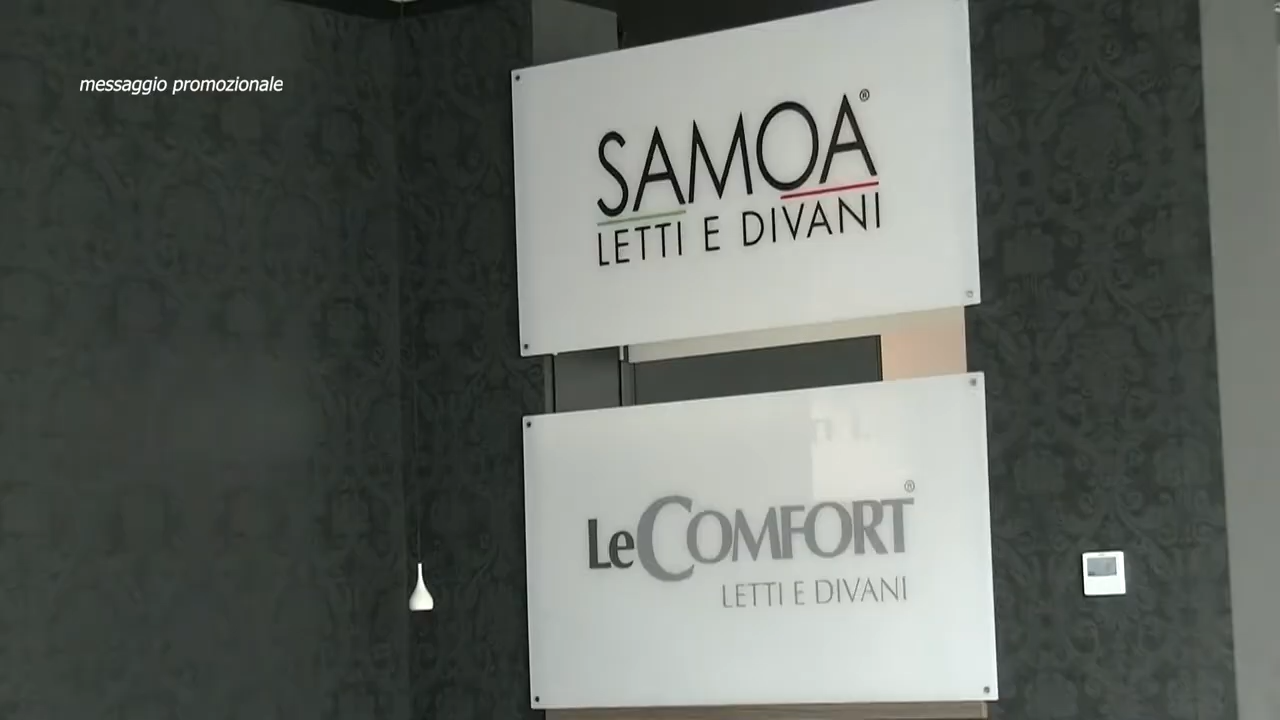 messaggio promozionale
SAMOA®
LETTI E DIVANI
LeCOMFORT®
LETTI E DIVANI